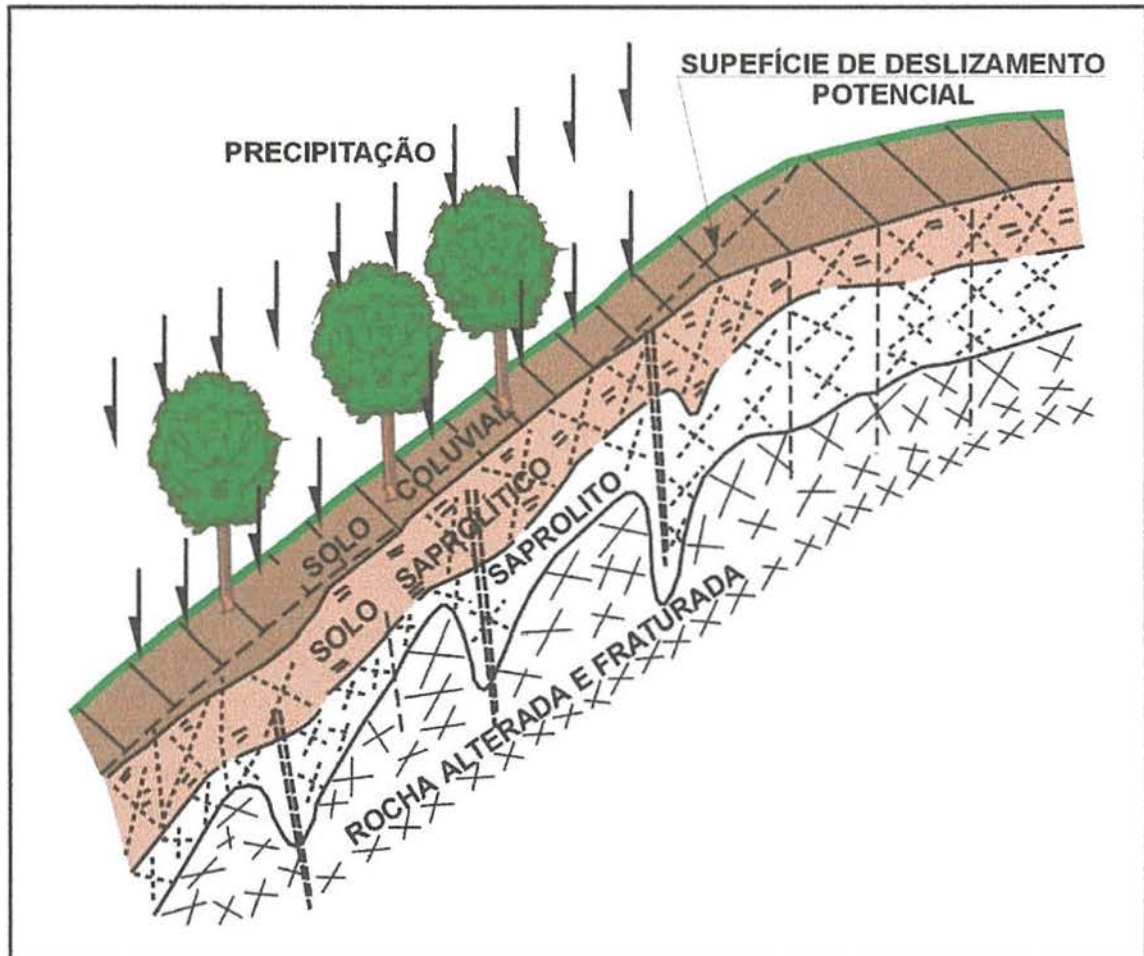 SUPEFÍCIE DE DESLIZAMENTO
POTENCIAL
PRECIPITAÇÃO
SOLO COLUVIAL
SOLO SAPROLÍTICO
SAPROLITO
ROCHA ALTERADA E FRATURADA